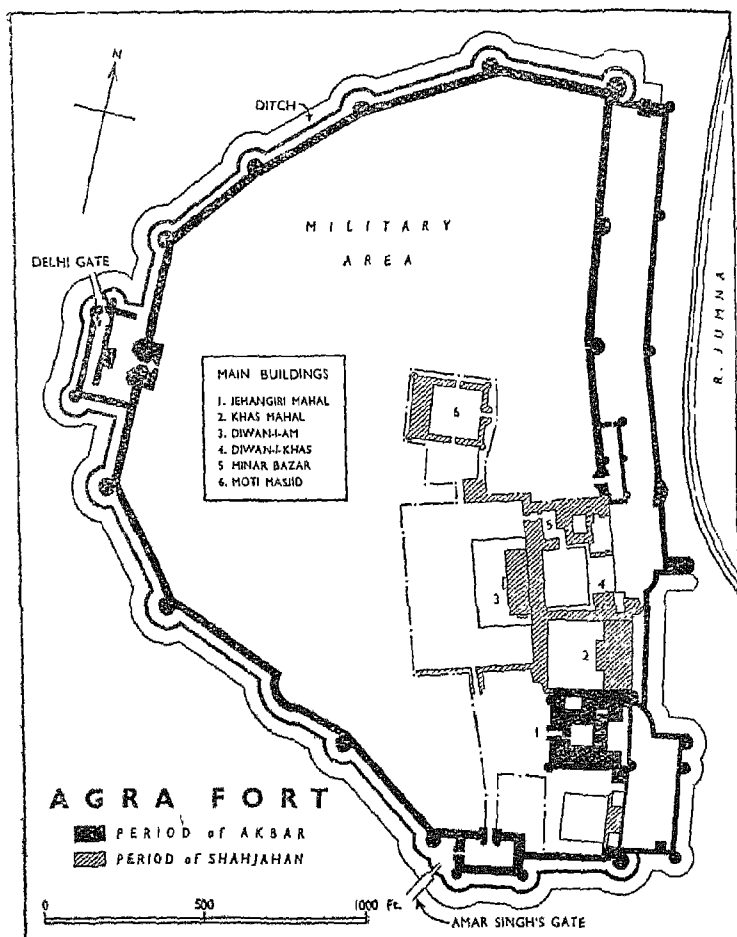 N
DITCH
MILITARY
AREA
DELHI GATE
R. JUMNA
MAIN BUILDINGS
1. JEHANGIRI MAHAL
2. KHAS MAHAL
3. DIWAN-I-AM
4. DIWAN-I-KHAS
5 MINAR BAZAR
6. MOTI MASJID
6
5
3
4
2
1
AGRA FORT
PERIOD of AKBAR
PERIOD of SHAHJAHAN
0 500 1000 Ft.
AMAR SINGH'S GATE